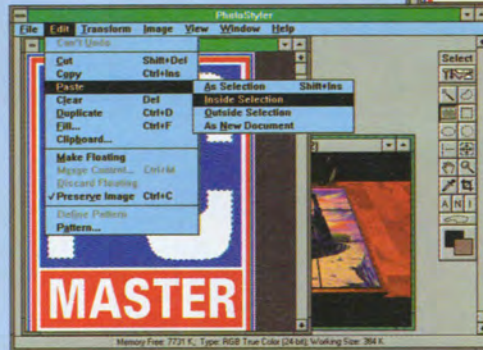 PhotoStyler
File Edit Transform Image View Window Help
Can't Undo
Cut Shift+Del
Copy Ctrl+Ins
Paste
Clear Del
Duplicate Ctrl+D
Fill... Ctrl+F
Clipboard...
Make Floating
Merge Control... Ctrl+M
Discard Floating
✓Preserve Image Ctrl+C
Define Pattern
Pattern...
As Selection Shift+Ins
Inside Selection
Outside Selection
As New Document
Select
A N I
MASTER
Memory Free: 7731 K, Type: RGB True Color (24-bit); Working Size: 364 K